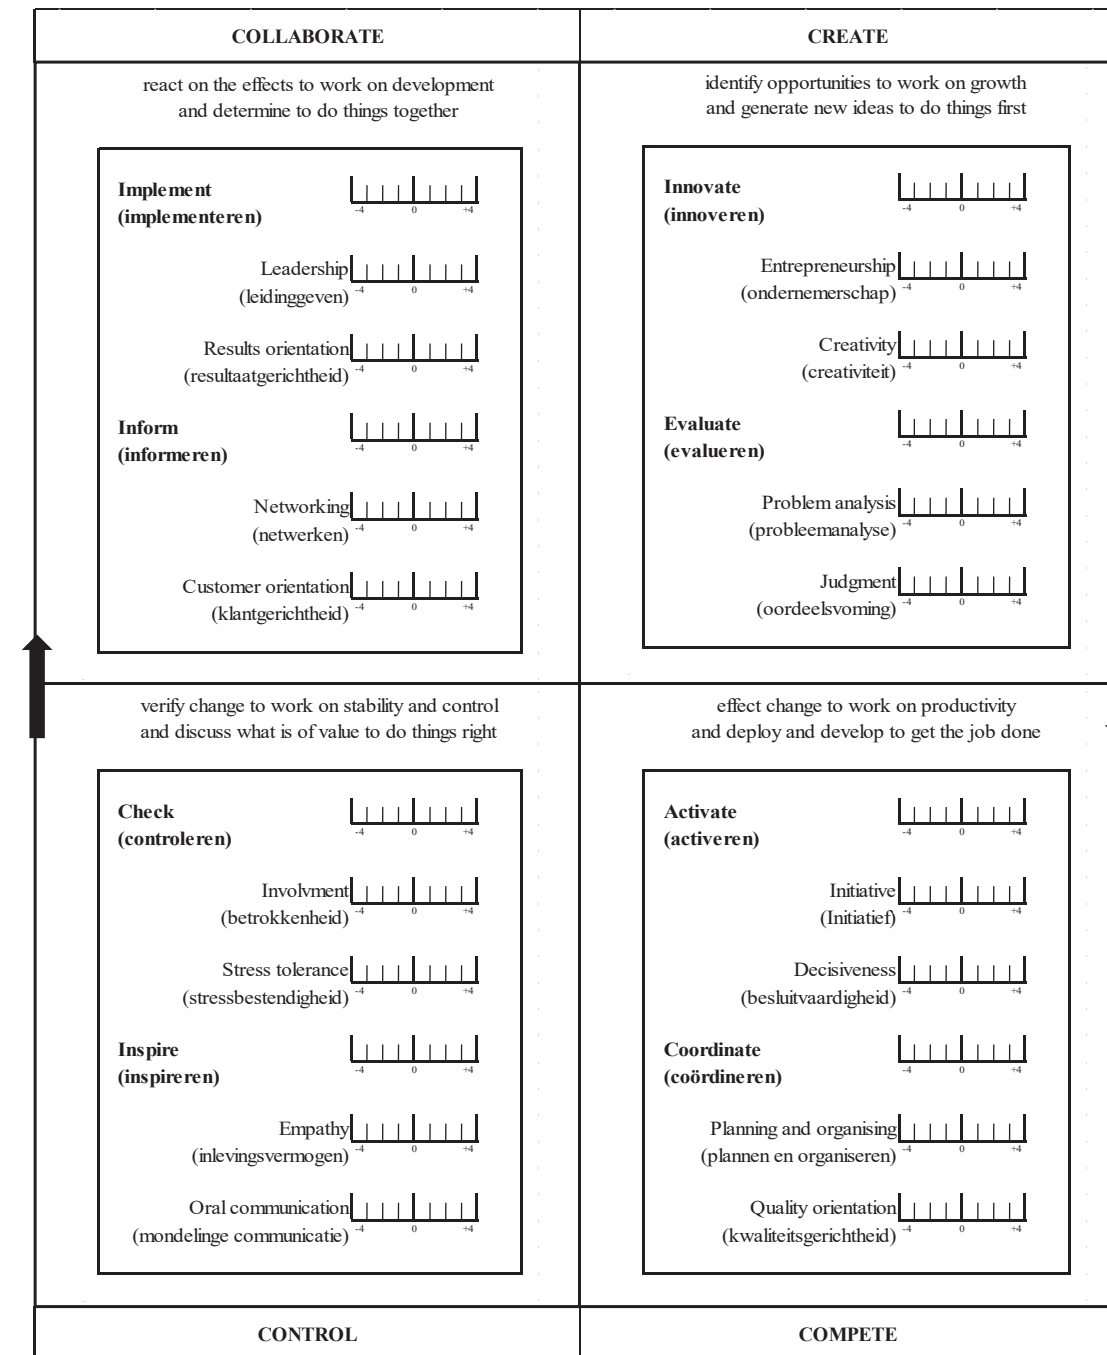 COLLABORATE
react on the effects to work on development
and determine to do things together
Implement
(implementeren)
-4 0 +4
Leadership
(leidinggeven)
-4 0 +4
Results orientation
(resultaatgerichtheid)
-4 0 +4
Inform
(informeren)
-4 0 +4
Networking
(netwerken)
-4 0 +4
Customer orientation
(klantgerichtheid)
-4 0 +4
CREATE
identify opportunities to work on growth
and generate new ideas to do things first
Innovate
(innoveren)
-4 0 +4
Entrepreneurship
(ondernemerschap)
-4 0 +4
Creativity
(creativiteit)
-4 0 +4
Evaluate
(evalueren)
-4 0 +4
Problem analysis
(probleemanalyse)
-4 0 +4
Judgment
(oordeelsvoming)
-4 0 +4
verify change to work on stability and control
and discuss what is of value to do things right
Check
(controleren)
-4 0 +4
Involvment
(betrokkenheid)
-4 0 +4
Stress tolerance
(stressbestendigheid)
-4 0 +4
Inspire
(inspireren)
-4 0 +4
Empathy
(inlevingsvermogen)
-4 0 +4
Oral communication
(mondelinge communicatie)
-4 0 +4
CONTROL
effect change to work on productivity
and deploy and develop to get the job done
Activate
(activeren)
-4 0 +4
Initiative
(Initiatief)
-4 0 +4
Decisiveness
(besluitvaardigheid)
-4 0 +4
Coordinate
(coördineren)
-4 0 +4
Planning and organising
(plannen en organiseren)
-4 0 +4
Quality orientation
(kwaliteitsgerichtheid)
-4 0 +4
COMPETE